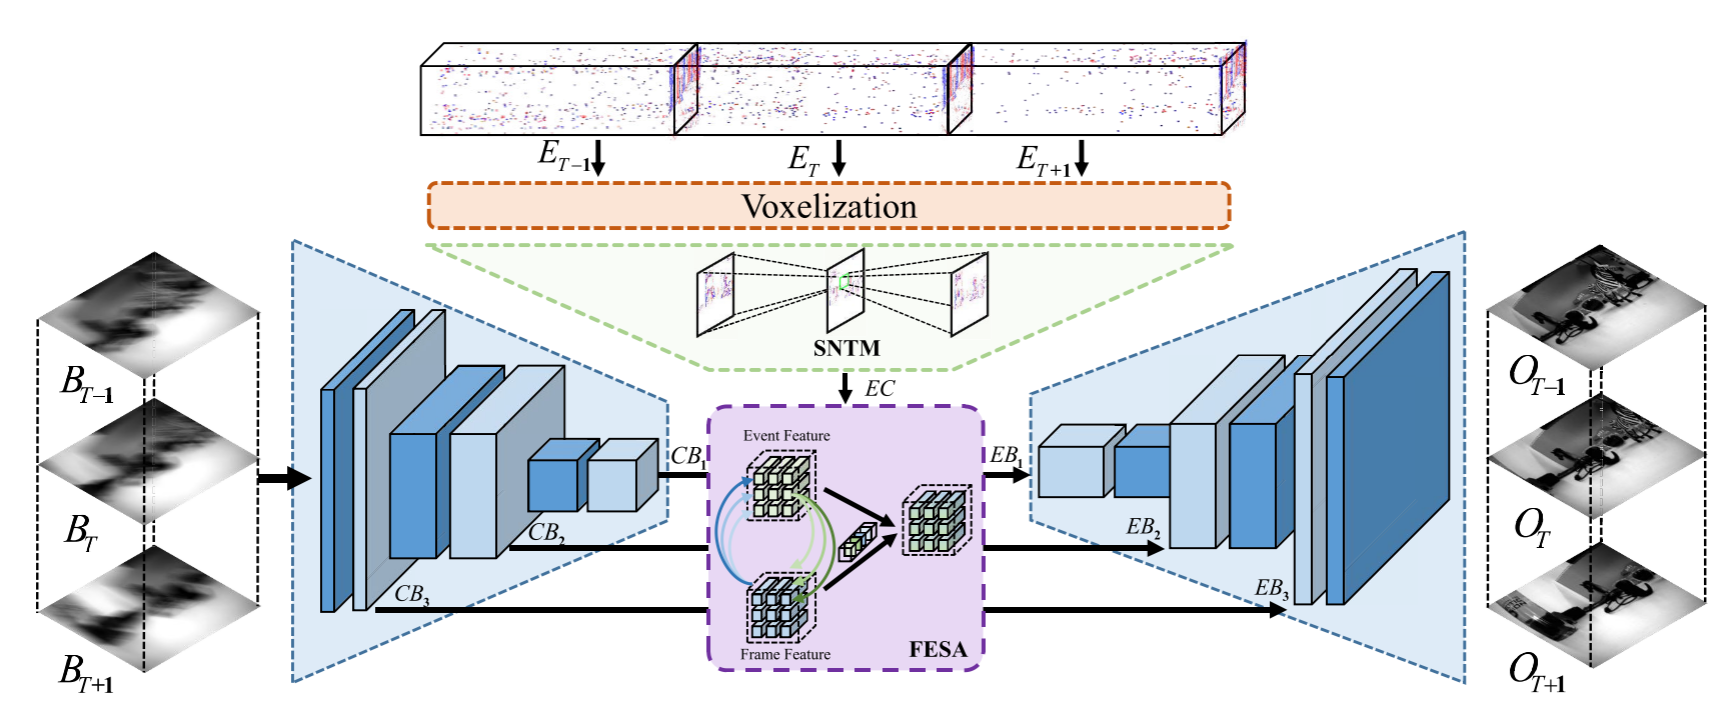 E_{T-1}
E_T
E_{T+1}
Voxelization
SNTM
EC
B_{T-1}
B_T
B_{T+1}
CB_1
CB_2
CB_3
Event Feature
Frame Feature
FESA
EB_1
EB_2
EB_3
O_{T-1}
O_T
O_{T+1}